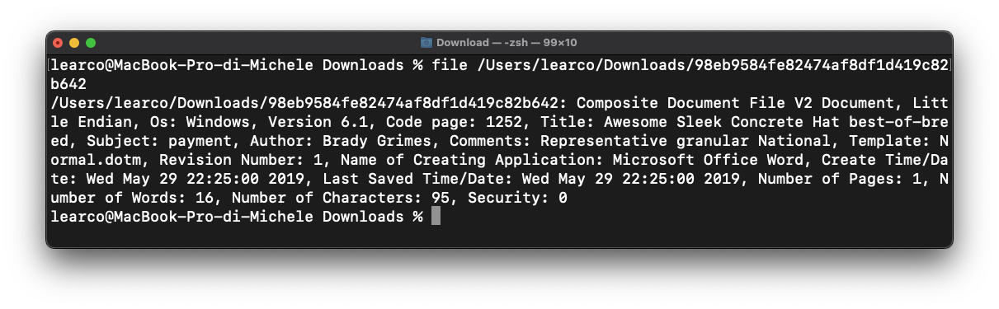 Download — -zsh — 99×10
learco@MacBook-Pro-di-Michele Downloads % file /Users/learco/Downloads/98eb9584fe82474af8df1d419c82
b642
/Users/learco/Downloads/98eb9584fe82474af8df1d419c82b642: Composite Document File V2 Document, Litt
le Endian, Os: Windows, Version 6.1, Code page: 1252, Title: Awesome Sleek Concrete Hat best-of-bre
ed, Subject: payment, Author: Brady Grimes, Comments: Representative granular National, Template: N
ormal.dotm, Revision Number: 1, Name of Creating Application: Microsoft Office Word, Create Time/Da
te: Wed May 29 22:25:00 2019, Last Saved Time/Date: Wed May 29 22:25:00 2019, Number of Pages: 1, N
umber of Words: 16, Number of Characters: 95, Security: 0
learco@MacBook-Pro-di-Michele Downloads %